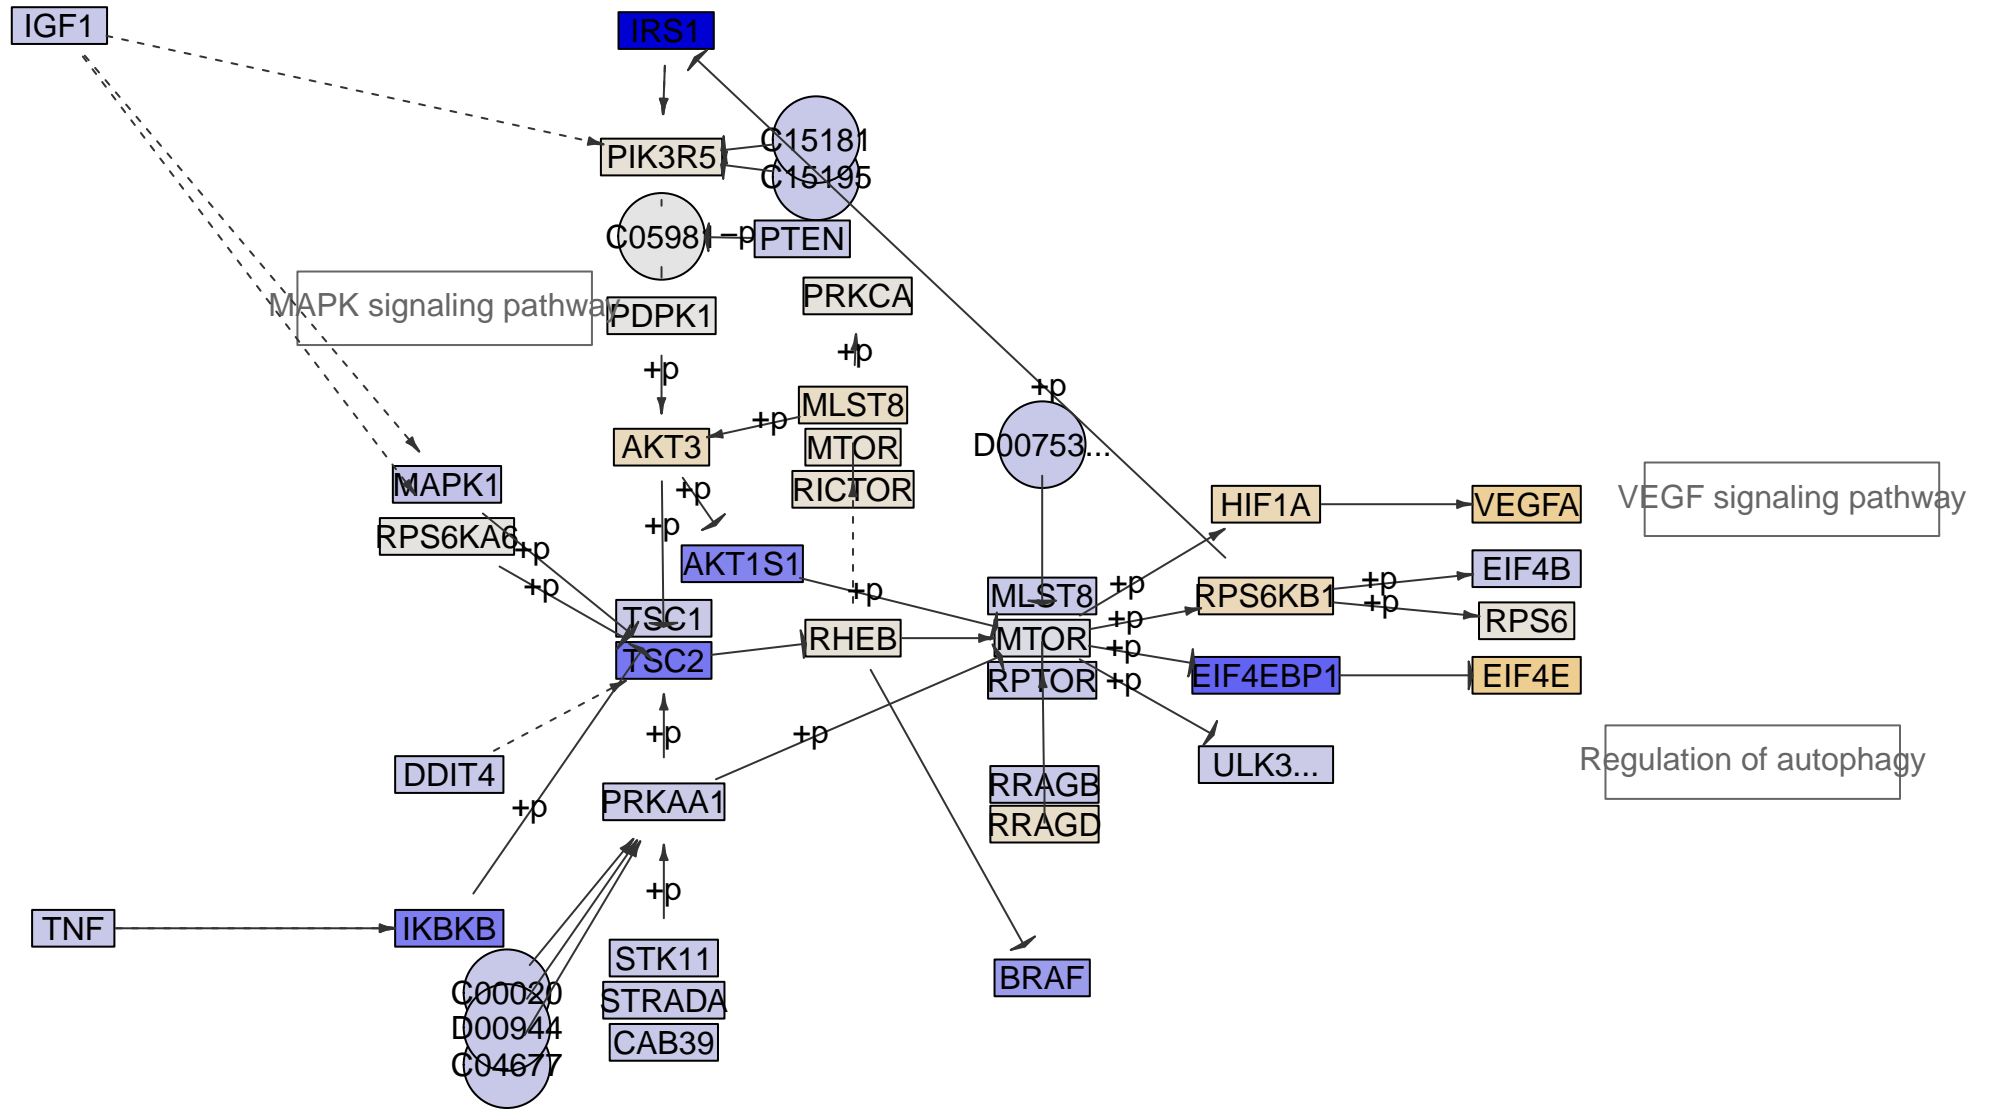 IGF1
IRS1
C15181
PIK3R5
C15195
C0598
-p
PTEN
PRKCA
MAPK signaling pathway
PDPK1
+p
+p
+p
MLST8
+p
AKT3
MTOR
D00753...
MAPK1
+p
RICTOR
HIF1A
VEGFA
VEGF signaling pathway
RPS6KA6
+p
+p
AKT1S1
EIF4B
+p
+p
+p
+p
MLST8
RPS6KB1
+p
TSC1
+p
RPS6
RHEB
MTOR
+p
TSC2
RPTOR
+p
EIF4EBP1
EIF4E
+p
+p
DDIT4
ULK3...
Regulation of autophagy
RRAGB
PRKAA1
+p
RRAGD
+p
TNF
IKBKB
STK11
BRAF
C00020
STRADA
D00944
CAB39
C04677